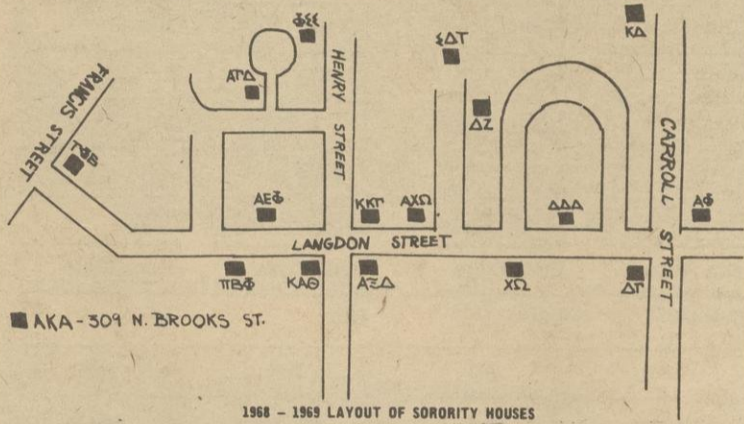 ΦΣΣ
ΚΔ
ΣΔΤ
HENRY STREET
FRANCIS STREET
ΑΓΔ
ΔΖ
CARROLL STREET
ΓΦΒ
ΑΕΦ
ΚΚΓ
ΑΧΩ
ΔΔΔ
ΑΦ
LANGDON STREET
ΠΒΦ
ΚΑΘ
ΑΞΔ
ΧΩ
ΔΓ
AKA - 309 N. BROOKS ST.
1968 - 1969 LAYOUT OF SORORITY HOUSES